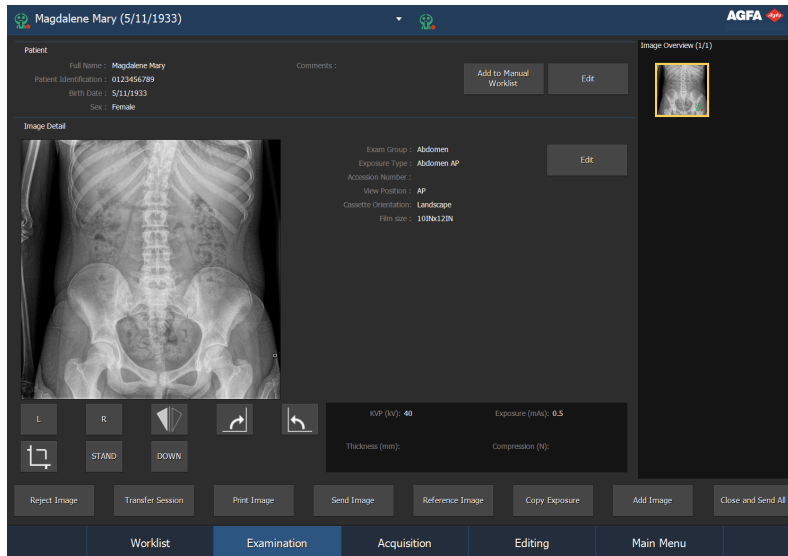 Magdalene Mary (5/11/1933)
AGFA
Agfa
Patient
Full Name : Magdalene Mary
Comments :
Patient Identification : 0123456789
Birth Date : 5/11/1933
Sex : Female
Add to Manual
Worklist
Edit
Image Overview (1/1)
Image Detail
Exam Group : Abdomen
Exposure Type : Abdomen AP
Accession Number :
View Position : AP
Cassette Orientation: Landscape
Film size : 10INx12IN
Edit
L
R
STAND
DOWN
KVP (kV): 40
Exposure (mAs): 0.5
Thickness (mm):
Compression (N):
Reject Image
Transfer Session
Print Image
Send Image
Reference Image
Copy Exposure
Add Image
Close and Send All
Worklist
Examination
Acquisition
Editing
Main Menu